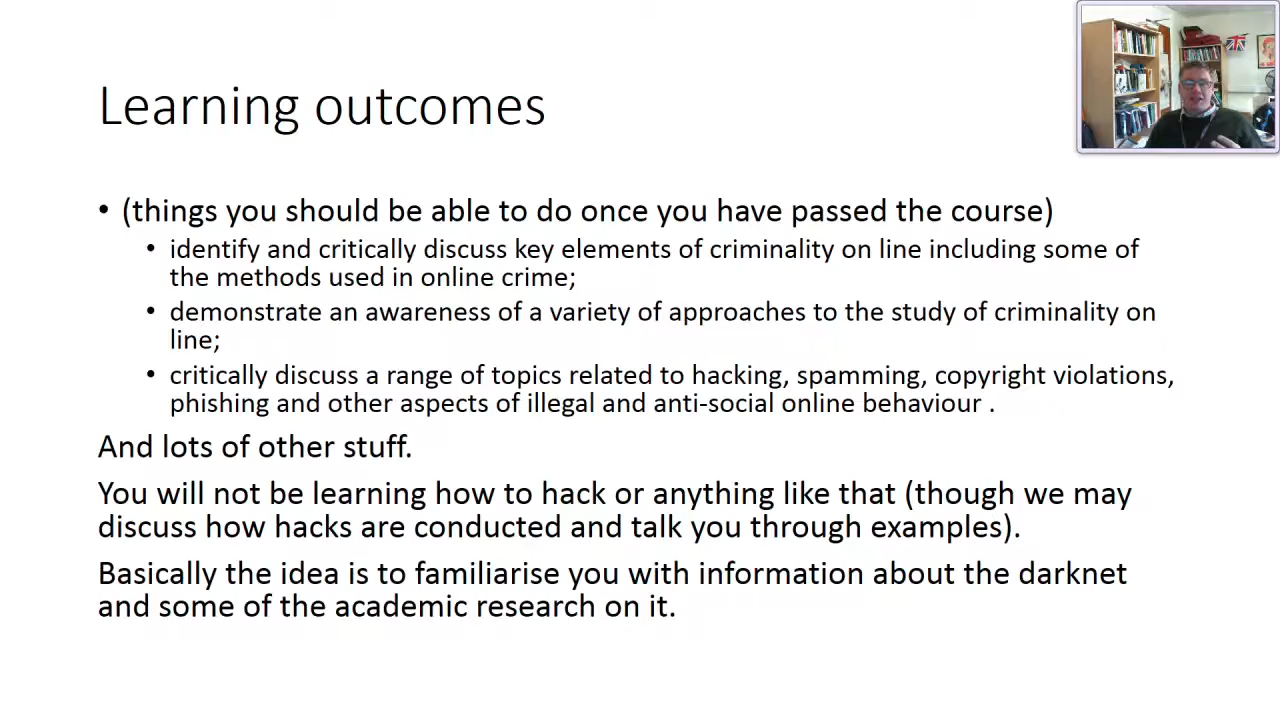 Learning outcomes
• (things you should be able to do once you have passed the course)
• identify and critically discuss key elements of criminality on line including some of
the methods used in online crime;
• demonstrate an awareness of a variety of approaches to the study of criminality on
line;
• critically discuss a range of topics related to hacking, spamming, copyright violations,
phishing and other aspects of illegal and anti-social online behaviour .
And lots of other stuff.
You will not be learning how to hack or anything like that (though we may
discuss how hacks are conducted and talk you through examples).
Basically the idea is to familiarise you with information about the darknet
and some of the academic research on it.